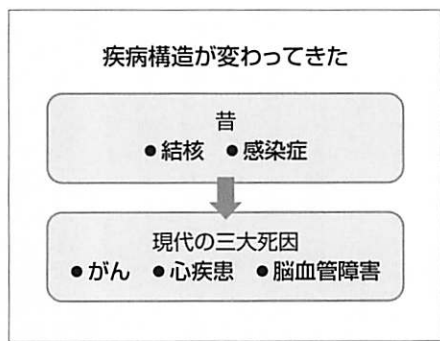 疾病構造が変わってきた
昔
●結核 ●感染症
現代の三大死因
●がん ●心疾患 ●脳血管障害